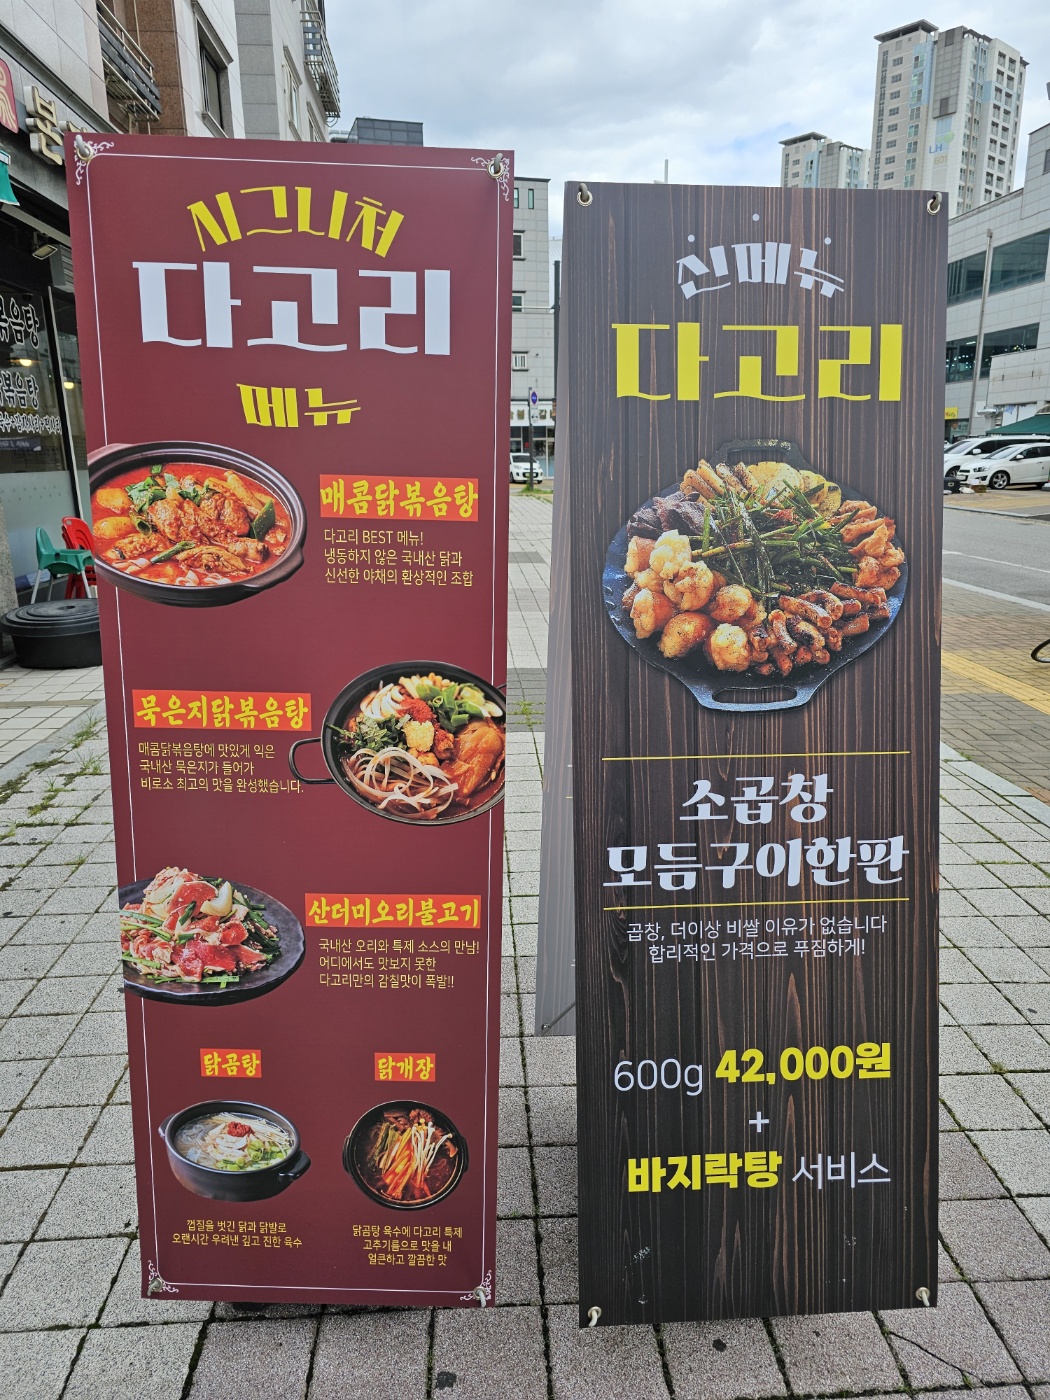 시그니처
다고리
메뉴
매콤닭볶음탕
다고리 BEST 메뉴!
냉동하지 않은 국내산 닭과
신선한 야채의 환상적인 조합
묵은지닭볶음탕
매콤닭볶음탕에 맛있게 익은
국내산 묵은지가 들어가
비로소 최고의 맛을 완성했습니다.
산더미오리불고기
국내산 오리와 특제 소스의 만남!
어디에서도 맛보지 못한
다고리만의 감칠맛이 폭발!!
닭곰탕
껍질을 벗긴 닭과 닭발로
오랜시간 우려낸 깊고 진한 육수
닭개장
닭곰탕 육수에 다고리 특제
고추기름으로 맛을 내
얼큰하고 깔끔한 맛
신메뉴
다고리
소곱창
모듬구이한판
곱창, 더이상 비쌀 이유가 없습니다
합리적인 가격으로 푸짐하게!
600g 42,000원
+
바지락탕 서비스
볶음탕
볶음탕
LH